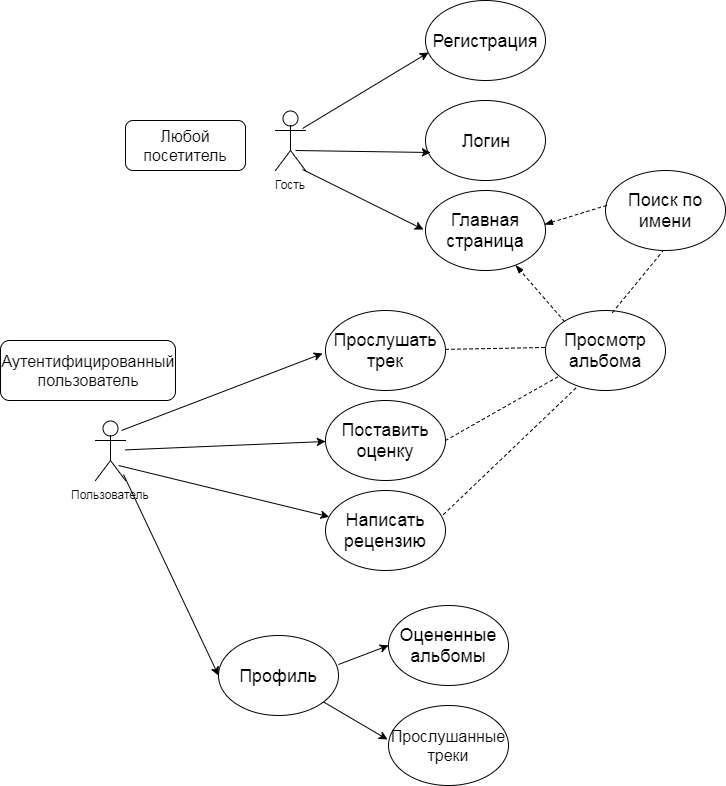 Регистрация
Любой
посетитель
Логин
Гость
Главная
страница
Поиск по
имени
Прослушать
трек
Просмотр
альбома
Аутентифицированный
пользователь
Поставить
оценку
Пользователь
Написать
рецензию
Оцененные
альбомы
Профиль
Прослушанные
треки